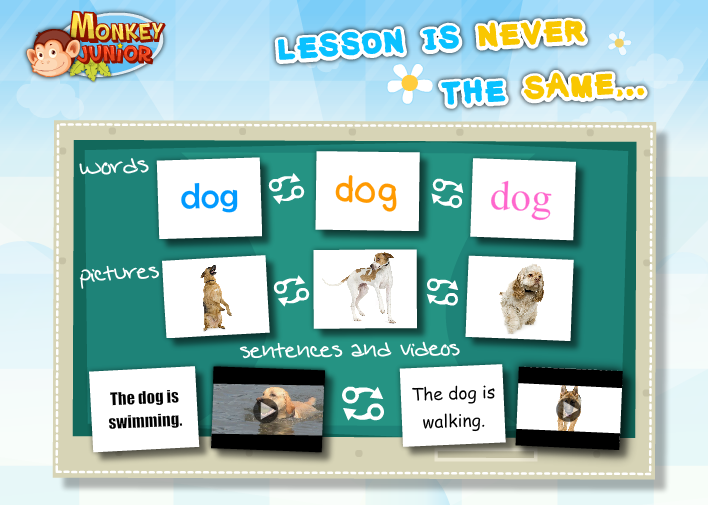 MONKEY
JUNIOR
LESSON IS NEVER
THE SAME...
words
dog
dog
dog
pictures
sentences and videos
The dog is
swimming.
The dog is
walking.